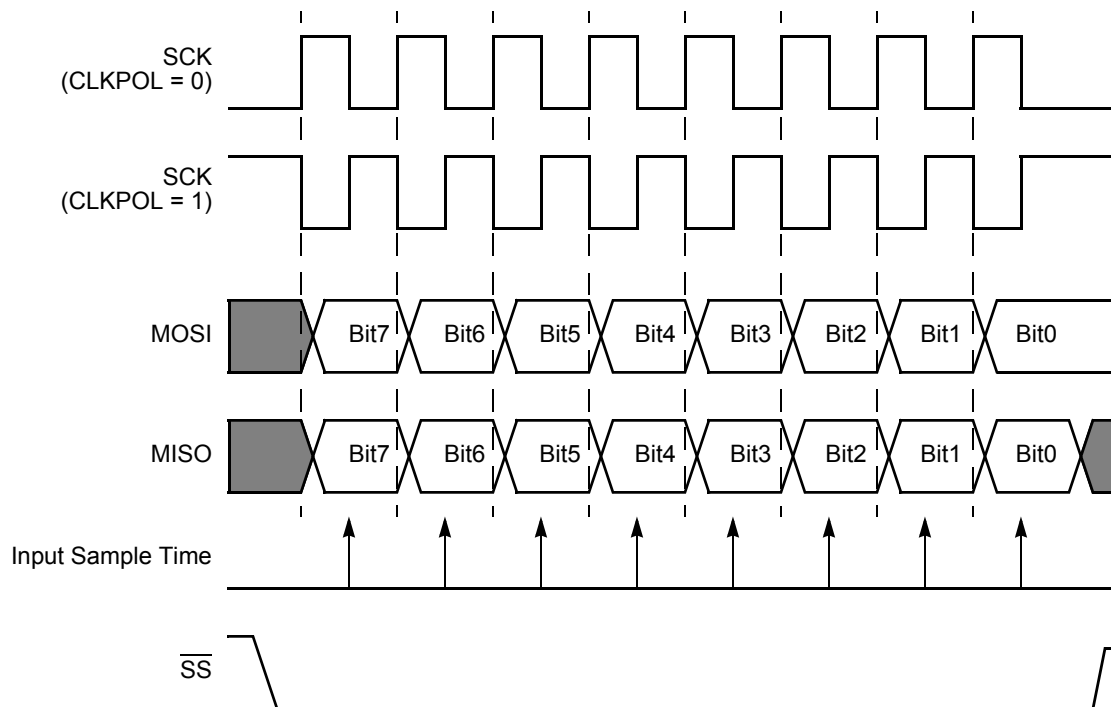 SCK
(CLKPOL = 0)
SCK
(CLKPOL = 1)
MOSI
Bit7 Bit6 Bit5 Bit4 Bit3 Bit2 Bit1 Bit0
MISO
Bit7 Bit6 Bit5 Bit4 Bit3 Bit2 Bit1 Bit0
Input Sample Time
SS